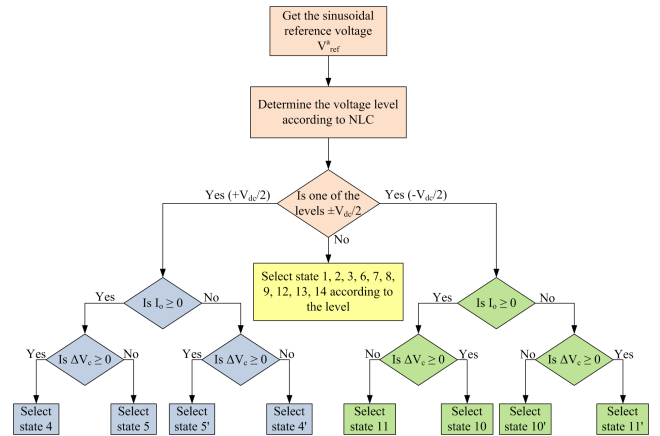 Get the sinusoidal
reference voltage
V*ref
Determine the voltage level
according to NLC
Yes (+Vdc/2)
Is one of the
levels ±Vdc/2
Yes (-Vdc/2)
No
Select state 1, 2, 3, 6, 7, 8,
9, 12, 13, 14 according to
the level
Yes
Is Io ≥ 0
No
Yes
Is Io ≥ 0
No
Yes
Is ΔVc ≥ 0
No
Yes
Is ΔVc ≥ 0
No
No
Is ΔVc ≥ 0
Yes
No
Is ΔVc ≥ 0
Yes
Select
state 4
Select
state 5
Select
state 5'
Select
state 4'
Select
state 11
Select
state 10
Select
state 10'
Select
state 11'